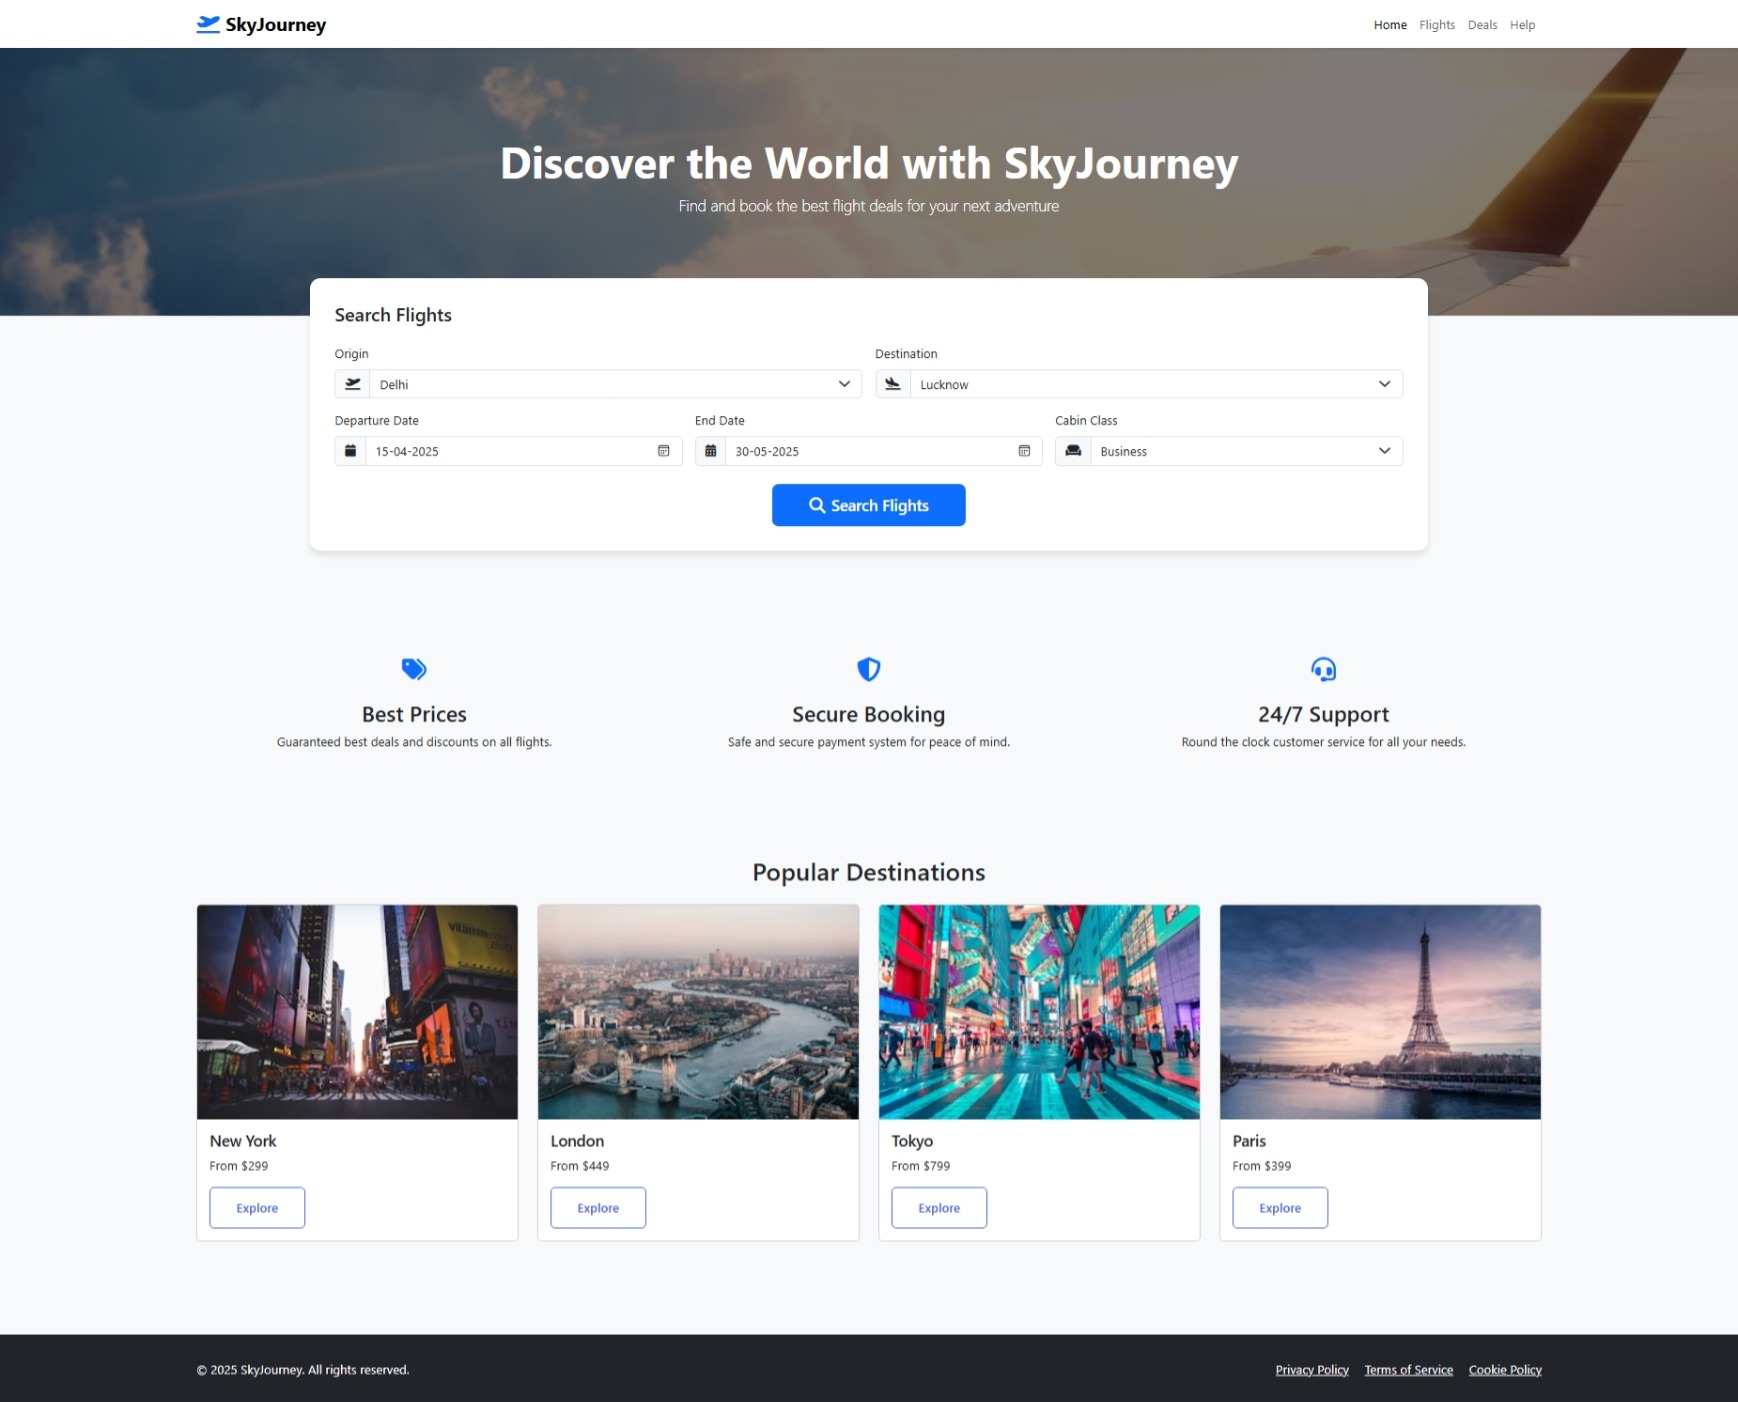 SkyJourney
Home Flights Deals Help
Discover the World with SkyJourney
Find and book the best flight deals for your next adventure
Search Flights
Origin Destination
Delhi Lucknow
Departure Date End Date Cabin Class
15-04-2025 30-05-2025 Business
Search Flights
Best Prices Secure Booking 24/7 Support
Guaranteed best deals and discounts on all flights. Safe and secure payment system for peace of mind. Round the clock customer service for all your needs.
Popular Destinations
vitamin
New York London Tokyo Paris
From $299 From $449 From $799 From $399
Explore Explore Explore Explore
© 2025 SkyJourney. All rights reserved. Privacy Policy Terms of Service Cookie Policy